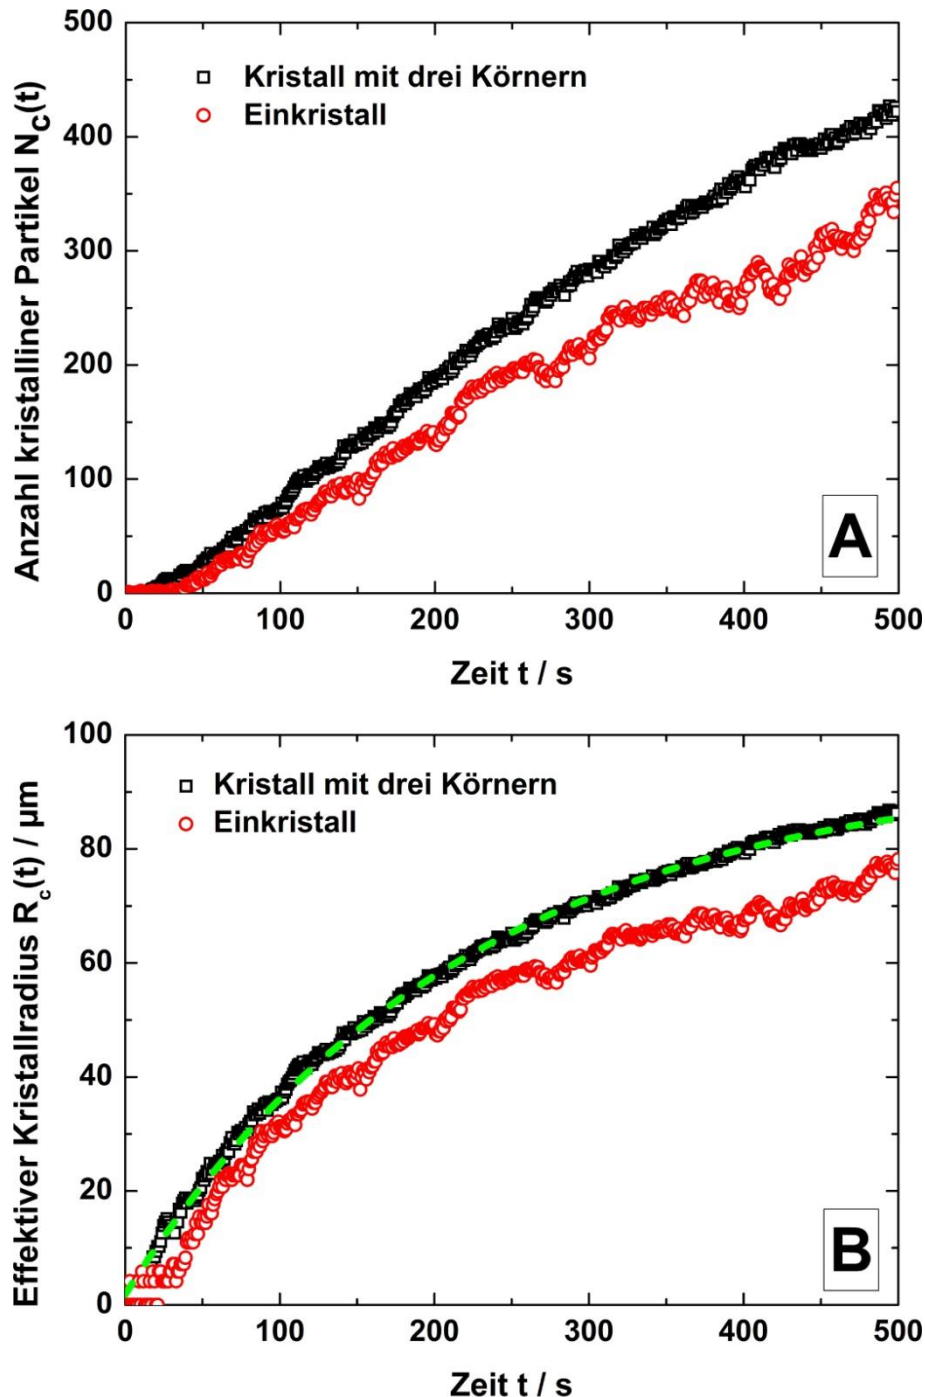 500
400
300
200
100
0
Anzahl kristalliner Partikel N_C(t)
Kristall mit drei Körnern
Einkristall
A
0 100 200 300 400 500
Zeit t / s
100
80
60
40
20
0
Effektiver Kristallradius R_c(t) / µm
Kristall mit drei Körnern
Einkristall
B
0 100 200 300 400 500
Zeit t / s